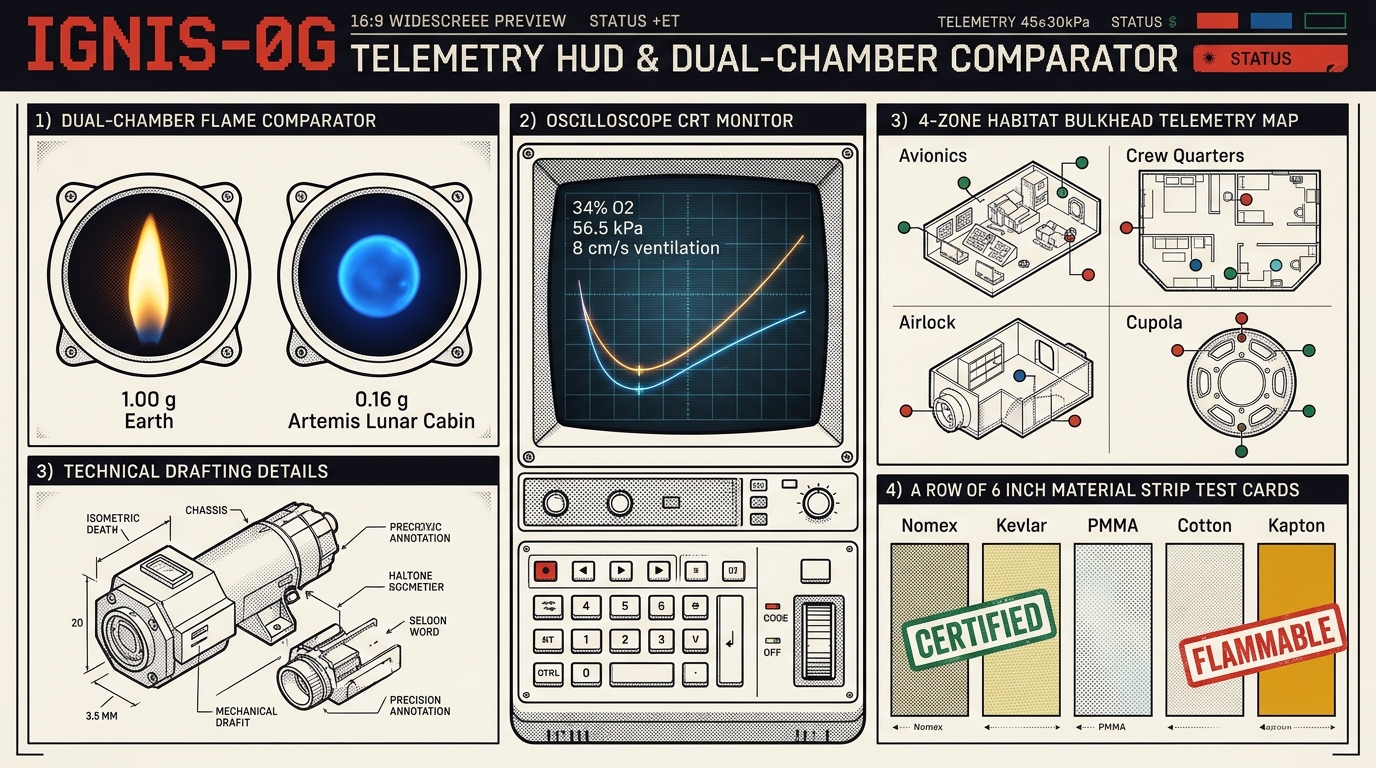 IGNIS-0G
16:9 WIDESCREEE PREVIEW
STATUS +ET
TELEMETRY 45630kPa
STATUS $
TELEMETRY HUD & DUAL-CHAMBER COMPARATOR
STATUS
1) DUAL-CHAMBER FLAME COMPARATOR
1.00 g
Earth
0.16 g
Artemis Lunar Cabin
3) TECHNICAL DRAFTING DETAILS
ISOMETRIC
DEATH
CHASSIS
ANNOTATION
HALTONE
SELOON
WORD
20
3.5 MM
MECHANICAL
DRAFIT
PRECISION
ANNOTATION
2) OSCILLOSCOPE CRT MONITOR
34% O2
56.5 kPa
8 cm/s ventilation
4
5
6
1
2
3
V
CTRL
0
CODE
OFF
3) 4-ZONE HABITAT BULKHEAD TELEMETRY MAP
Avionics
Crew Quarters
Airlock
Cupola
4) A ROW OF 6 INCH MATERIAL STRIP TEST CARDS
Nomex
Kevlar
PMMA
Cotton
Kapton
CERTIFIED
FLAMMABLE
Nomex
PMMA